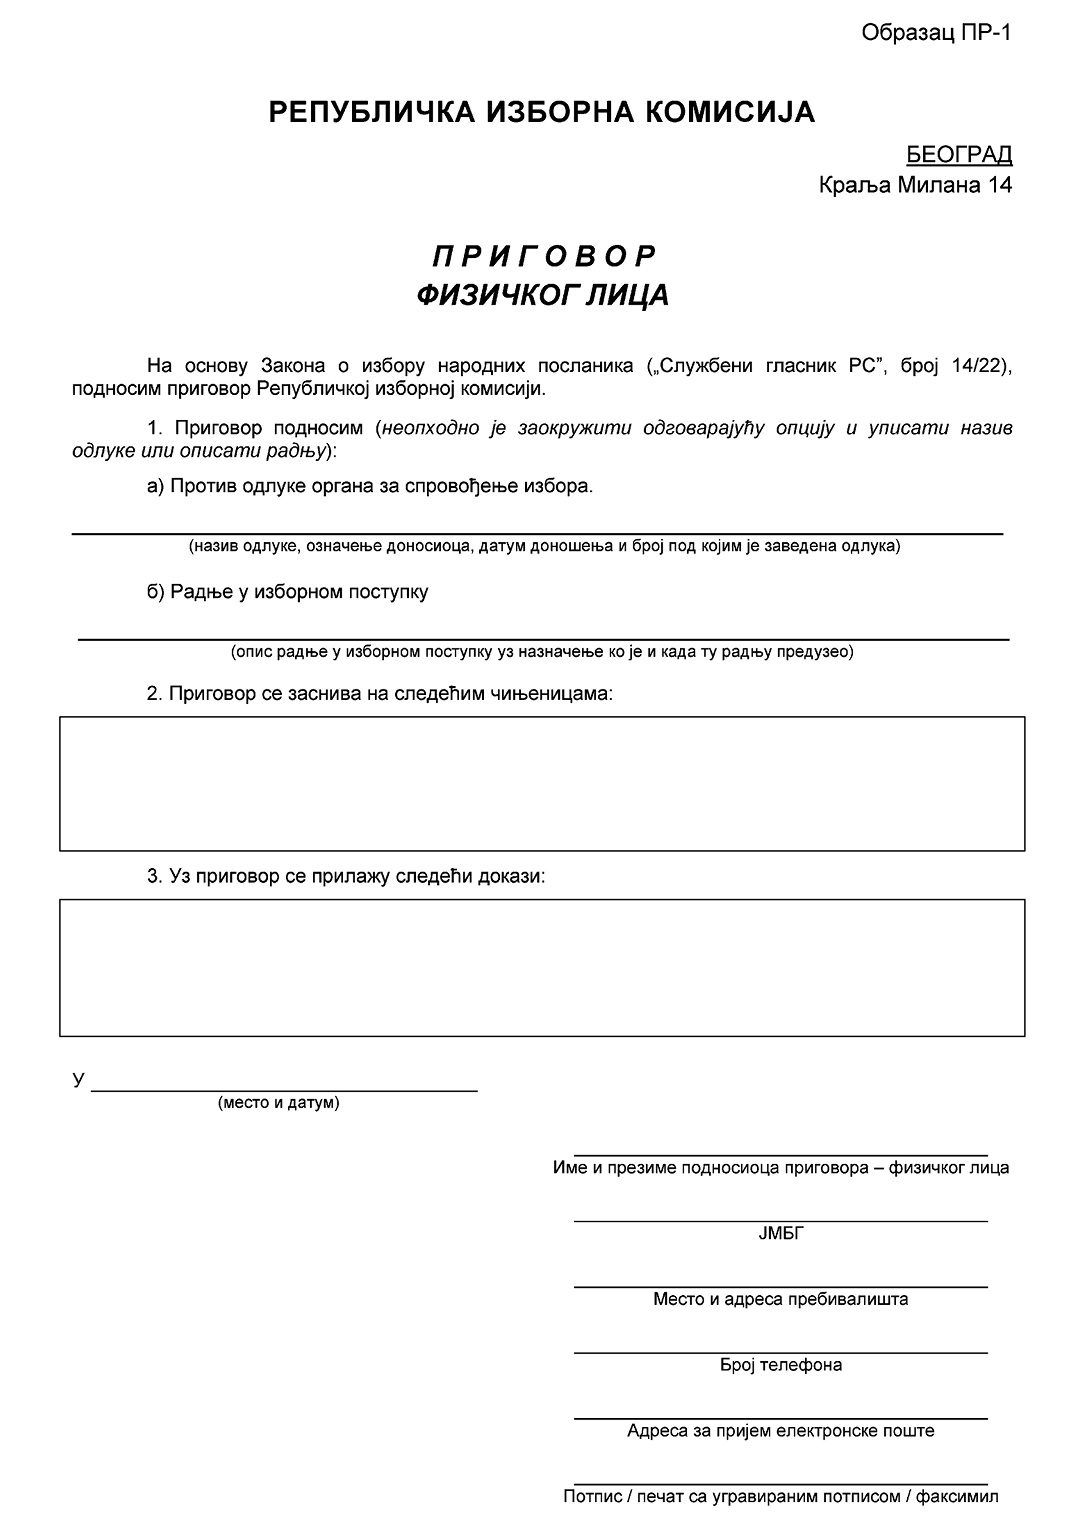 Образац ПР-1
РЕПУБЛИЧКА ИЗБОРНА КОМИСИЈА
БЕОГРАД
Краља Милана 14
П Р И Г О В О Р
ФИЗИЧКОГ ЛИЦА
На основу Закона о избору народних посланика („Службени гласник РС”, број 14/22),
подносим приговор Републичкој изборној комисији.
1. Приговор подносим (неопходно је заокружити одговарајућу опцију и уписати назив
одлуке или описати радњу):
а) Против одлуке органа за спровођење избора.
(назив одлуке, означење доносиоца, датум доношења и број под којим је заведена одлука)
б) Радње у изборном поступку
(опис радње у изборном поступку уз назначење ко је и када ту радњу предузео)
2. Приговор се заснива на следећим чињеницама:
3. Уз приговор се прилажу следећи докази:
У
(место и датум)
Име и презиме подносиоца приговора – физичког лица
ЈМБГ
Место и адреса пребивалишта
Број телефона
Адреса за пријем електронске поште
Потпис / печат са угравираним потписом / факсимил